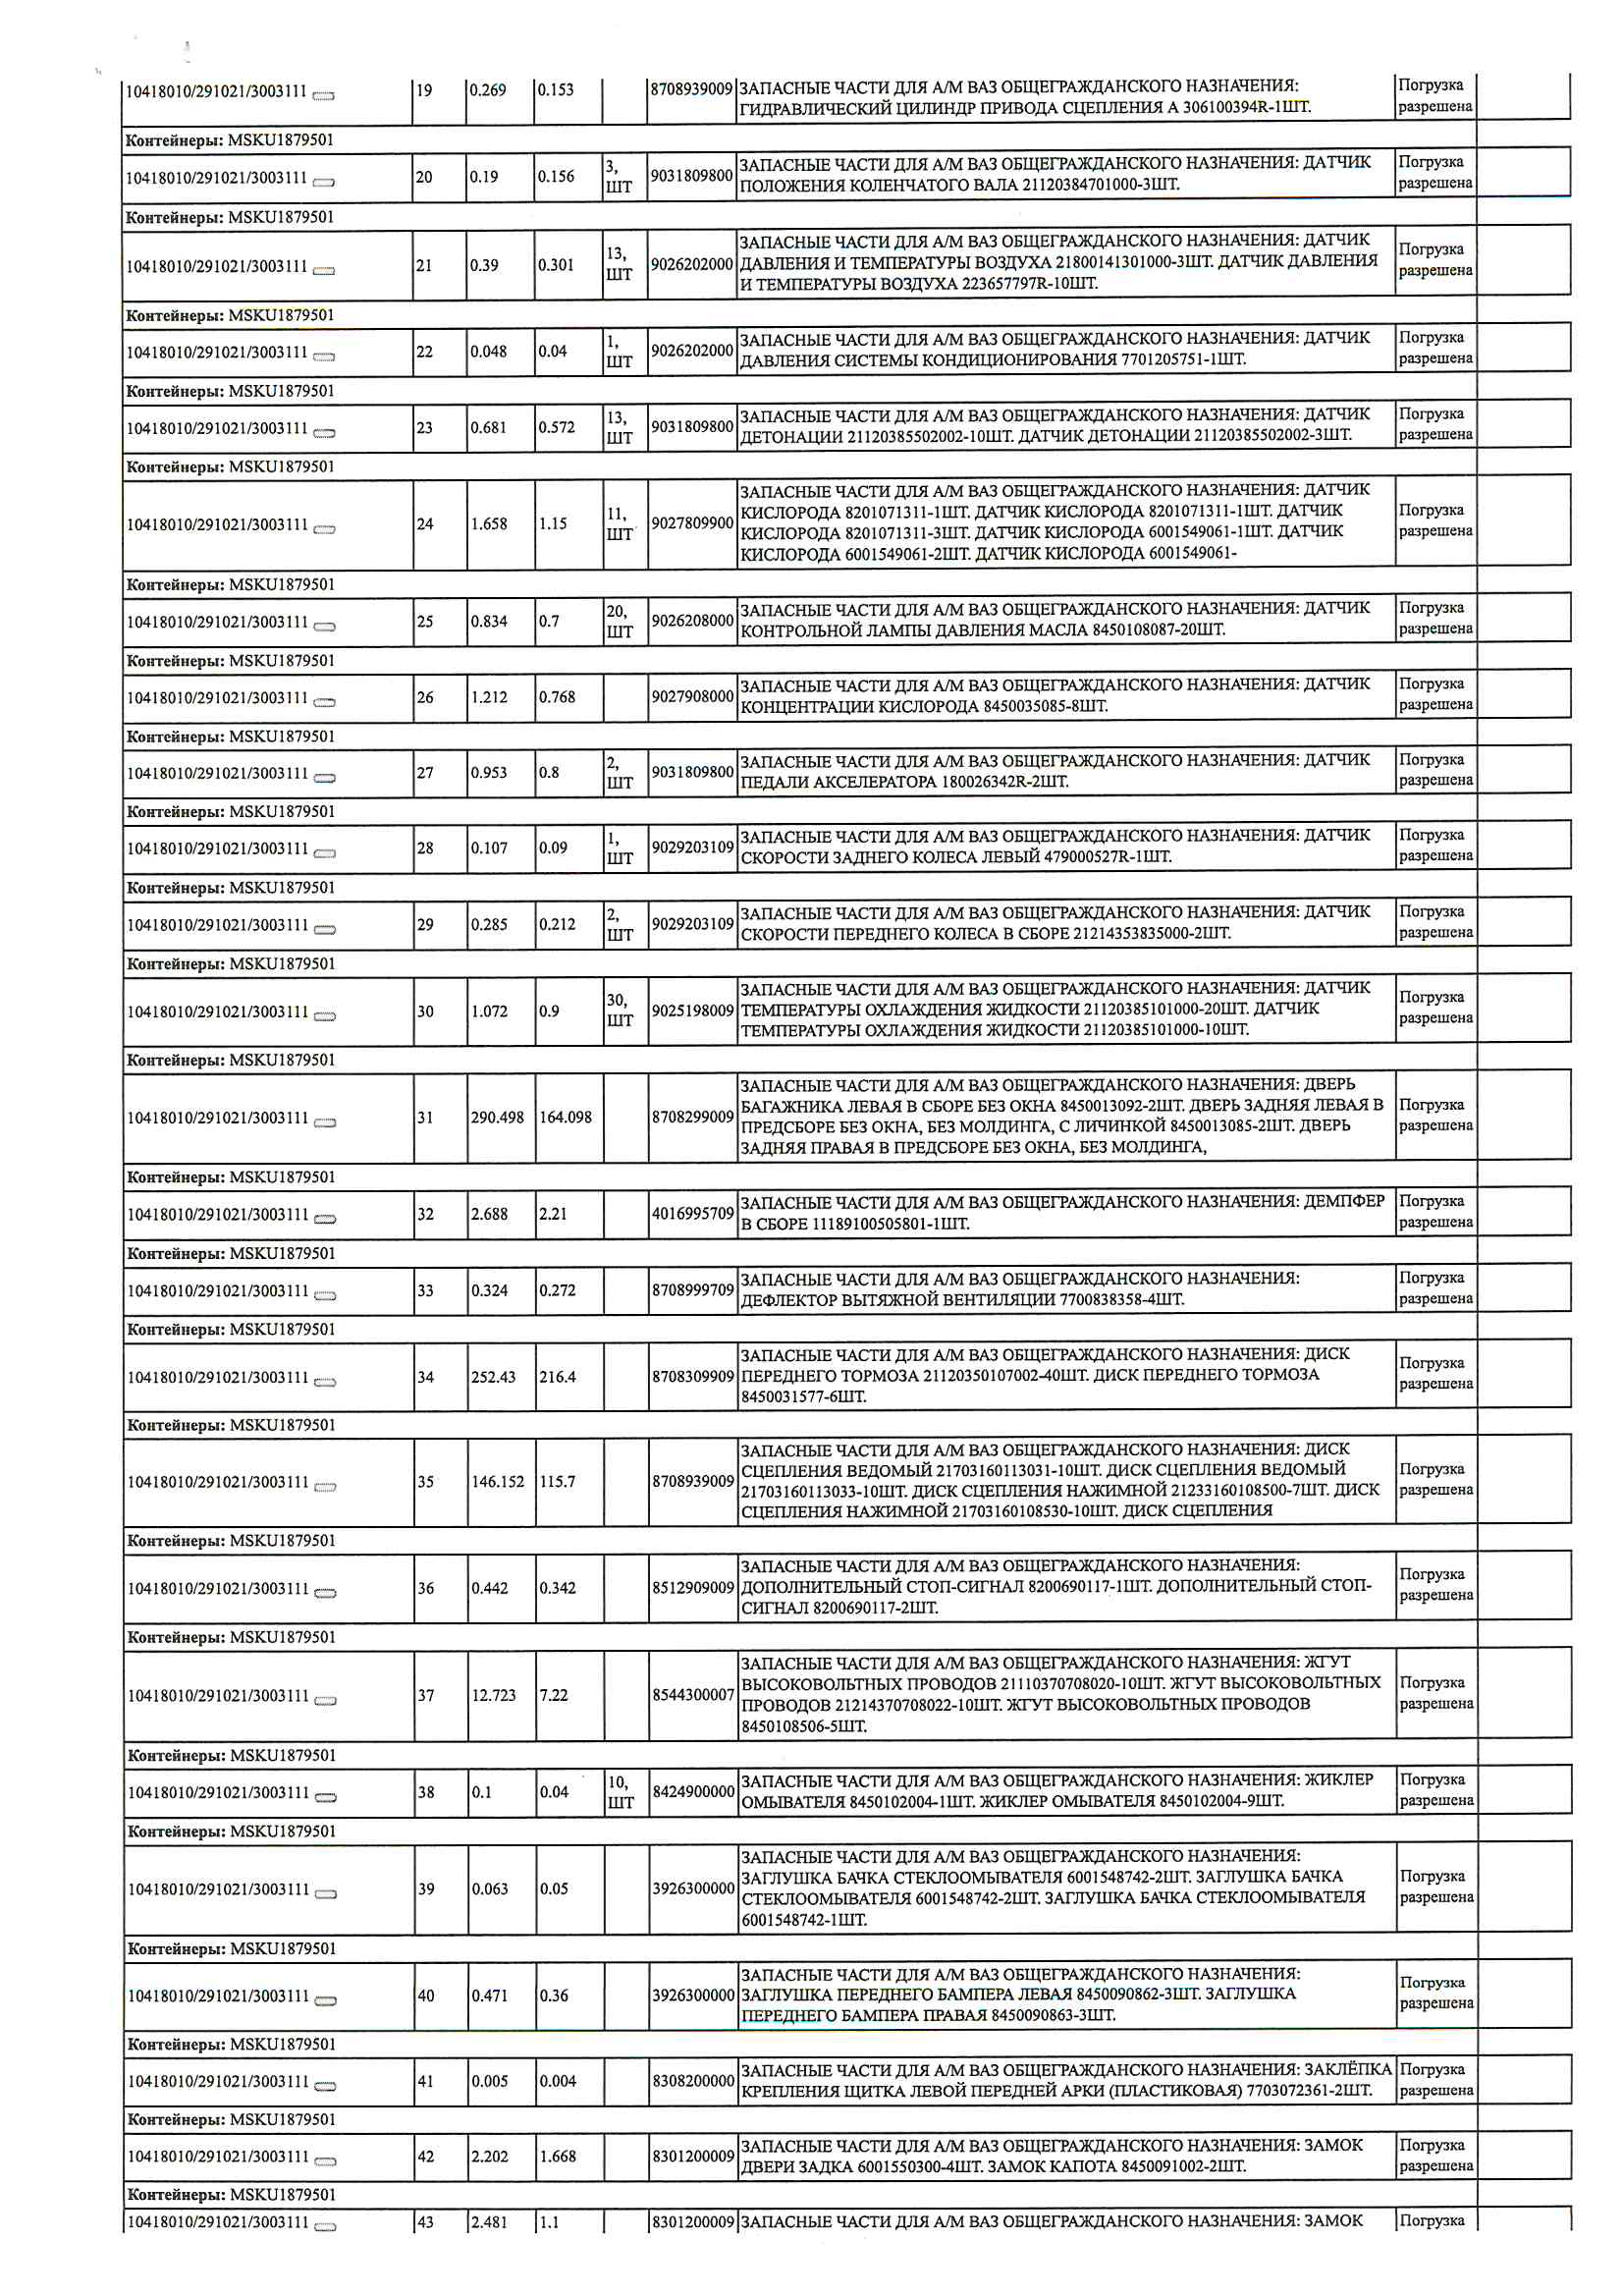 10418010/291021/3003111 19 0.269 0.153 8708939009 ЗАПАСНЫЕ ЧАСТИ ДЛЯ А/М ВАЗ ОБЩЕГРАЖДАНСКОГО НАЗНАЧЕНИЯ: Погрузка
ГИДРАВЛИЧЕСКИЙ ЦИЛИНДР ПРИВОДА СЦЕПЛЕНИЯ А 306100394R-1ШТ. разрешена
Контейнеры: MSKU1879501
10418010/291021/3003111 20 0.19 0.156 3, ШТ 9031809800 ЗАПАСНЫЕ ЧАСТИ ДЛЯ А/М ВАЗ ОБЩЕГРАЖДАНСКОГО НАЗНАЧЕНИЯ: ДАТЧИК Погрузка
ПОЛОЖЕНИЯ КОЛЕНЧАТОГО ВАЛА 21120384701000-3ШТ. разрешена
Контейнеры: MSKU1879501
10418010/291021/3003111 21 0.39 0.301 13, ШТ 9026202000 ЗАПАСНЫЕ ЧАСТИ ДЛЯ А/М ВАЗ ОБЩЕГРАЖДАНСКОГО НАЗНАЧЕНИЯ: ДАТЧИК Погрузка
ДАВЛЕНИЯ И ТЕМПЕРАТУРЫ ВОЗДУХА 21800141301000-3ШТ. ДАТЧИК ДАВЛЕНИЯ разрешена
И ТЕМПЕРАТУРЫ ВОЗДУХА 223657797R-10ШТ.
Контейнеры: MSKU1879501
10418010/291021/3003111 22 0.048 0.04 1, ШТ 9026202000 ЗАПАСНЫЕ ЧАСТИ ДЛЯ А/М ВАЗ ОБЩЕГРАЖДАНСКОГО НАЗНАЧЕНИЯ: ДАТЧИК Погрузка
ДАВЛЕНИЯ СИСТЕМЫ КОНДИЦИОНИРОВАНИЯ 7701205751-1ШТ. разрешена
Контейнеры: MSKU1879501
10418010/291021/3003111 23 0.681 0.572 13, ШТ 9031809800 ЗАПАСНЫЕ ЧАСТИ ДЛЯ А/М ВАЗ ОБЩЕГРАЖДАНСКОГО НАЗНАЧЕНИЯ: ДАТЧИК Погрузка
ДЕТОНАЦИИ 21120385502002-10ШТ. ДАТЧИК ДЕТОНАЦИИ 21120385502002-3ШТ. разрешена
Контейнеры: MSKU1879501
10418010/291021/3003111 24 1.658 1.15 11, ШТ 9027809900 ЗАПАСНЫЕ ЧАСТИ ДЛЯ А/М ВАЗ ОБЩЕГРАЖДАНСКОГО НАЗНАЧЕНИЯ: ДАТЧИК Погрузка
КИСЛОРОДА 8201071311-1ШТ. ДАТЧИК КИСЛОРОДА 8201071311-1ШТ. ДАТЧИК разрешена
КИСЛОРОДА 8201071311-3ШТ. ДАТЧИК КИСЛОРОДА 6001549061-1ШТ. ДАТЧИК
КИСЛОРОДА 6001549061-2ШТ. ДАТЧИК КИСЛОРОДА 6001549061-
Контейнеры: MSKU1879501
10418010/291021/3003111 25 0.834 0.7 20, ШТ 9026208000 ЗАПАСНЫЕ ЧАСТИ ДЛЯ А/М ВАЗ ОБЩЕГРАЖДАНСКОГО НАЗНАЧЕНИЯ: ДАТЧИК Погрузка
КОНТРОЛЬНОЙ ЛАМПЫ ДАВЛЕНИЯ МАСЛА 8450108087-20ШТ. разрешена
Контейнеры: MSKU1879501
10418010/291021/3003111 26 1.212 0.768 9027908000 ЗАПАСНЫЕ ЧАСТИ ДЛЯ А/М ВАЗ ОБЩЕГРАЖДАНСКОГО НАЗНАЧЕНИЯ: ДАТЧИК Погрузка
КОНЦЕНТРАЦИИ КИСЛОРОДА 8450035085-8ШТ. разрешена
Контейнеры: MSKU1879501
10418010/291021/3003111 27 0.953 0.8 2, ШТ 9031809800 ЗАПАСНЫЕ ЧАСТИ ДЛЯ А/М ВАЗ ОБЩЕГРАЖДАНСКОГО НАЗНАЧЕНИЯ: ДАТЧИК Погрузка
ПЕДАЛИ АКСЕЛЕРАТОРА 180026342R-2ШТ. разрешена
Контейнеры: MSKU1879501
10418010/291021/3003111 28 0.107 0.09 1, ШТ 9029203109 ЗАПАСНЫЕ ЧАСТИ ДЛЯ А/М ВАЗ ОБЩЕГРАЖДАНСКОГО НАЗНАЧЕНИЯ: ДАТЧИК Погрузка
СКОРОСТИ ЗАДНЕГО КОЛЕСА ЛЕВЫЙ 479000527R-1ШТ. разрешена
Контейнеры: MSKU1879501
10418010/291021/3003111 29 0.285 0.212 2, ШТ 9029203109 ЗАПАСНЫЕ ЧАСТИ ДЛЯ А/М ВАЗ ОБЩЕГРАЖДАНСКОГО НАЗНАЧЕНИЯ: ДАТЧИК Погрузка
СКОРОСТИ ПЕРЕДНЕГО КОЛЕСА В СБОРЕ 21214353835000-2ШТ. разрешена
Контейнеры: MSKU1879501
10418010/291021/3003111 30 1.072 0.9 30, ШТ 9025198009 ЗАПАСНЫЕ ЧАСТИ ДЛЯ А/М ВАЗ ОБЩЕГРАЖДАНСКОГО НАЗНАЧЕНИЯ: ДАТЧИК Погрузка
ТЕМПЕРАТУРЫ ОХЛАЖДЕНИЯ ЖИДКОСТИ 21120385101000-20ШТ. ДАТЧИК разрешена
ТЕМПЕРАТУРЫ ОХЛАЖДЕНИЯ ЖИДКОСТИ 21120385101000-10ШТ.
Контейнеры: MSKU1879501
10418010/291021/3003111 31 290.498 164.098 8708299009 ЗАПАСНЫЕ ЧАСТИ ДЛЯ А/М ВАЗ ОБЩЕГРАЖДАНСКОГО НАЗНАЧЕНИЯ: ДВЕРЬ Погрузка
БАГАЖНИКА ЛЕВАЯ В СБОРЕ БЕЗ ОКНА 8450013092-2ШТ. ДВЕРЬ ЗАДНЯЯ ЛЕВАЯ В разрешена
ПРЕДСБОРЕ БЕЗ ОКНА, БЕЗ МОЛДИНГА, С ЛИЧИНКОЙ 8450013085-2ШТ. ДВЕРЬ
ЗАДНЯЯ ПРАВАЯ В ПРЕДСБОРЕ БЕЗ ОКНА, БЕЗ МОЛДИНГА,
Контейнеры: MSKU1879501
10418010/291021/3003111 32 2.688 2.21 4016995709 ЗАПАСНЫЕ ЧАСТИ ДЛЯ А/М ВАЗ ОБЩЕГРАЖДАНСКОГО НАЗНАЧЕНИЯ: ДЕМПФЕР Погрузка
В СБОРЕ 11189100505801-1ШТ. разрешена
Контейнеры: MSKU1879501
10418010/291021/3003111 33 0.324 0.272 8708999709 ЗАПАСНЫЕ ЧАСТИ ДЛЯ А/М ВАЗ ОБЩЕГРАЖДАНСКОГО НАЗНАЧЕНИЯ: Погрузка
ДЕФЛЕКТОР ВЫТЯЖНОЙ ВЕНТИЛЯЦИИ 7700838358-4ШТ. разрешена
Контейнеры: MSKU1879501
10418010/291021/3003111 34 252.43 216.4 8708309909 ЗАПАСНЫЕ ЧАСТИ ДЛЯ А/М ВАЗ ОБЩЕГРАЖДАНСКОГО НАЗНАЧЕНИЯ: ДИСК Погрузка
ПЕРЕДНЕГО ТОРМОЗА 21120350107002-40ШТ. ДИСК ПЕРЕДНЕГО ТОРМОЗА разрешена
8450031577-6ШТ.
Контейнеры: MSKU1879501
10418010/291021/3003111 35 146.152 115.7 8708939009 ЗАПАСНЫЕ ЧАСТИ ДЛЯ А/М ВАЗ ОБЩЕГРАЖДАНСКОГО НАЗНАЧЕНИЯ: ДИСК Погрузка
СЦЕПЛЕНИЯ ВЕДОМЫЙ 21703160113031-10ШТ. ДИСК СЦЕПЛЕНИЯ ВЕДОМЫЙ разрешена
21703160113033-10ШТ. ДИСК СЦЕПЛЕНИЯ НАЖИМНОЙ 21233160108500-7ШТ. ДИСК
СЦЕПЛЕНИЯ НАЖИМНОЙ 21703160108530-10ШТ. ДИСК СЦЕПЛЕНИЯ
Контейнеры: MSKU1879501
10418010/291021/3003111 36 0.442 0.342 8512909009 ЗАПАСНЫЕ ЧАСТИ ДЛЯ А/М ВАЗ ОБЩЕГРАЖДАНСКОГО НАЗНАЧЕНИЯ: Погрузка
ДОПОЛНИТЕЛЬНЫЙ СТОП-СИГНАЛ 8200690117-1ШТ. ДОПОЛНИТЕЛЬНЫЙ СТОП- разрешена
СИГНАЛ 8200690117-2ШТ.
Контейнеры: MSKU1879501
10418010/291021/3003111 37 12.723 7.22 8544300007 ЗАПАСНЫЕ ЧАСТИ ДЛЯ А/М ВАЗ ОБЩЕГРАЖДАНСКОГО НАЗНАЧЕНИЯ: ЖГУТ Погрузка
ВЫСОКОВОЛЬТНЫХ ПРОВОДОВ 21110370708020-10ШТ. ЖГУТ ВЫСОКОВОЛЬТНЫХ разрешена
ПРОВОДОВ 21214370708022-10ШТ. ЖГУТ ВЫСОКОВОЛЬТНЫХ ПРОВОДОВ
8450108506-5ШТ.
Контейнеры: MSKU1879501
10418010/291021/3003111 38 0.1 0.04 10, ШТ 8424900000 ЗАПАСНЫЕ ЧАСТИ ДЛЯ А/М ВАЗ ОБЩЕГРАЖДАНСКОГО НАЗНАЧЕНИЯ: ЖИКЛЕР Погрузка
ОМЫВАТЕЛЯ 8450102004-1ШТ. ЖИКЛЕР ОМЫВАТЕЛЯ 8450102004-9ШТ. разрешена
Контейнеры: MSKU1879501
10418010/291021/3003111 39 0.063 0.05 3926300000 ЗАПАСНЫЕ ЧАСТИ ДЛЯ А/М ВАЗ ОБЩЕГРАЖДАНСКОГО НАЗНАЧЕНИЯ: Погрузка
ЗАГЛУШКА БАЧКА СТЕКЛООМЫВАТЕЛЯ 6001548742-2ШТ. ЗАГЛУШКА БАЧКА разрешена
СТЕКЛООМЫВАТЕЛЯ 6001548742-2ШТ. ЗАГЛУШКА БАЧКА СТЕКЛООМЫВАТЕЛЯ
6001548742-1ШТ.
Контейнеры: MSKU1879501
10418010/291021/3003111 40 0.471 0.36 3926300000 ЗАПАСНЫЕ ЧАСТИ ДЛЯ А/М ВАЗ ОБЩЕГРАЖДАНСКОГО НАЗНАЧЕНИЯ: Погрузка
ЗАГЛУШКА ПЕРЕДНЕГО БАМПЕРА ЛЕВАЯ 8450090862-3ШТ. ЗАГЛУШКА разрешена
ПЕРЕДНЕГО БАМПЕРА ПРАВАЯ 8450090863-3ШТ.
Контейнеры: MSKU1879501
10418010/291021/3003111 41 0.005 0.004 8308200000 ЗАПАСНЫЕ ЧАСТИ ДЛЯ А/М ВАЗ ОБЩЕГРАЖДАНСКОГО НАЗНАЧЕНИЯ: ЗАКЛЁПКА Погрузка
КРЕПЛЕНИЯ ЩИТКА ЛЕВОЙ ПЕРЕДНЕЙ АРКИ (ПЛАСТИКОВАЯ) 7703072361-2ШТ. разрешена
Контейнеры: MSKU1879501
10418010/291021/3003111 42 2.202 1.668 8301200009 ЗАПАСНЫЕ ЧАСТИ ДЛЯ А/М ВАЗ ОБЩЕГРАЖДАНСКОГО НАЗНАЧЕНИЯ: ЗАМОК Погрузка
ДВЕРИ ЗАДКА 6001550300-4ШТ. ЗАМОК КАПОТА 8450091002-2ШТ. разрешена
Контейнеры: MSKU1879501
10418010/291021/3003111 43 2.481 1.1 8301200009 ЗАПАСНЫЕ ЧАСТИ ДЛЯ А/М ВАЗ ОБЩЕГРАЖДАНСКОГО НАЗНАЧЕНИЯ: ЗАМОК Погрузка